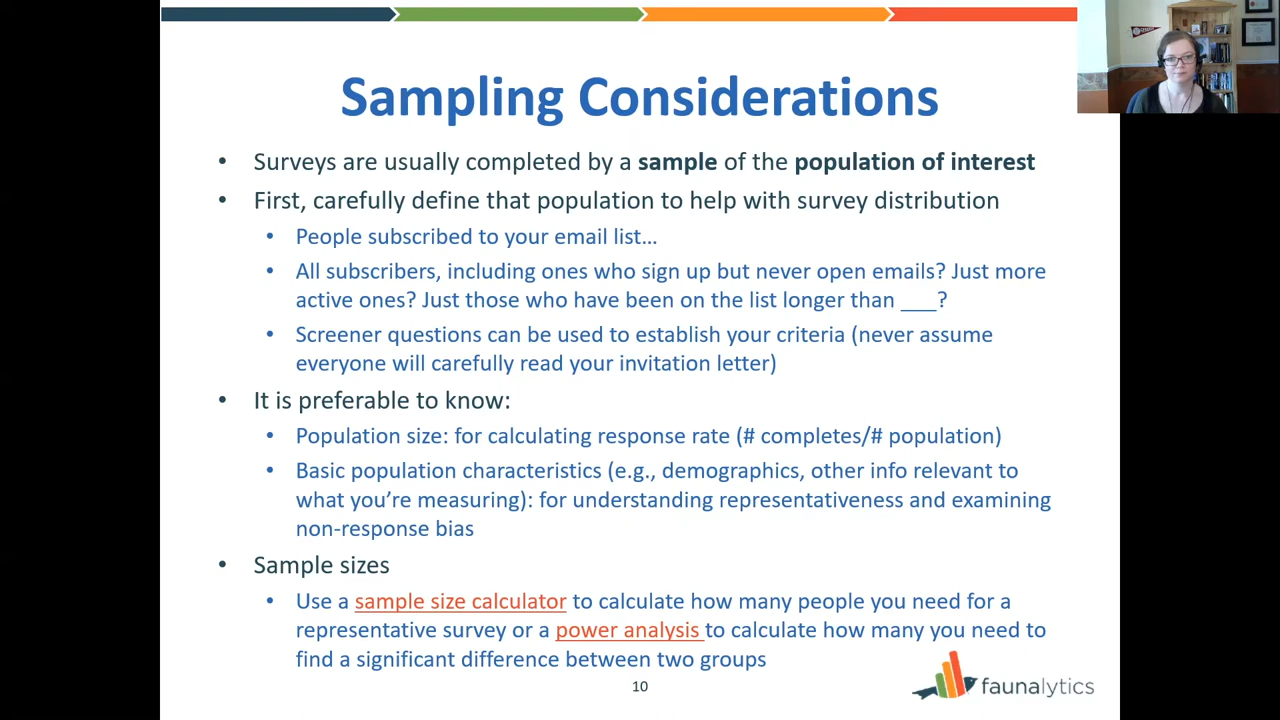 Sampling Considerations
• Surveys are usually completed by a sample of the population of interest
• First, carefully define that population to help with survey distribution
• People subscribed to your email list…
• All subscribers, including ones who sign up but never open emails? Just more
active ones? Just those who have been on the list longer than ___?
• Screener questions can be used to establish your criteria (never assume
everyone will carefully read your invitation letter)
• It is preferable to know:
• Population size: for calculating response rate (# completes/# population)
• Basic population characteristics (e.g., demographics, other info relevant to
what you’re measuring): for understanding representativeness and examining
non-response bias
• Sample sizes
• Use a sample size calculator to calculate how many people you need for a
representative survey or a power analysis to calculate how many you need to
find a significant difference between two groups
10
faunalytics